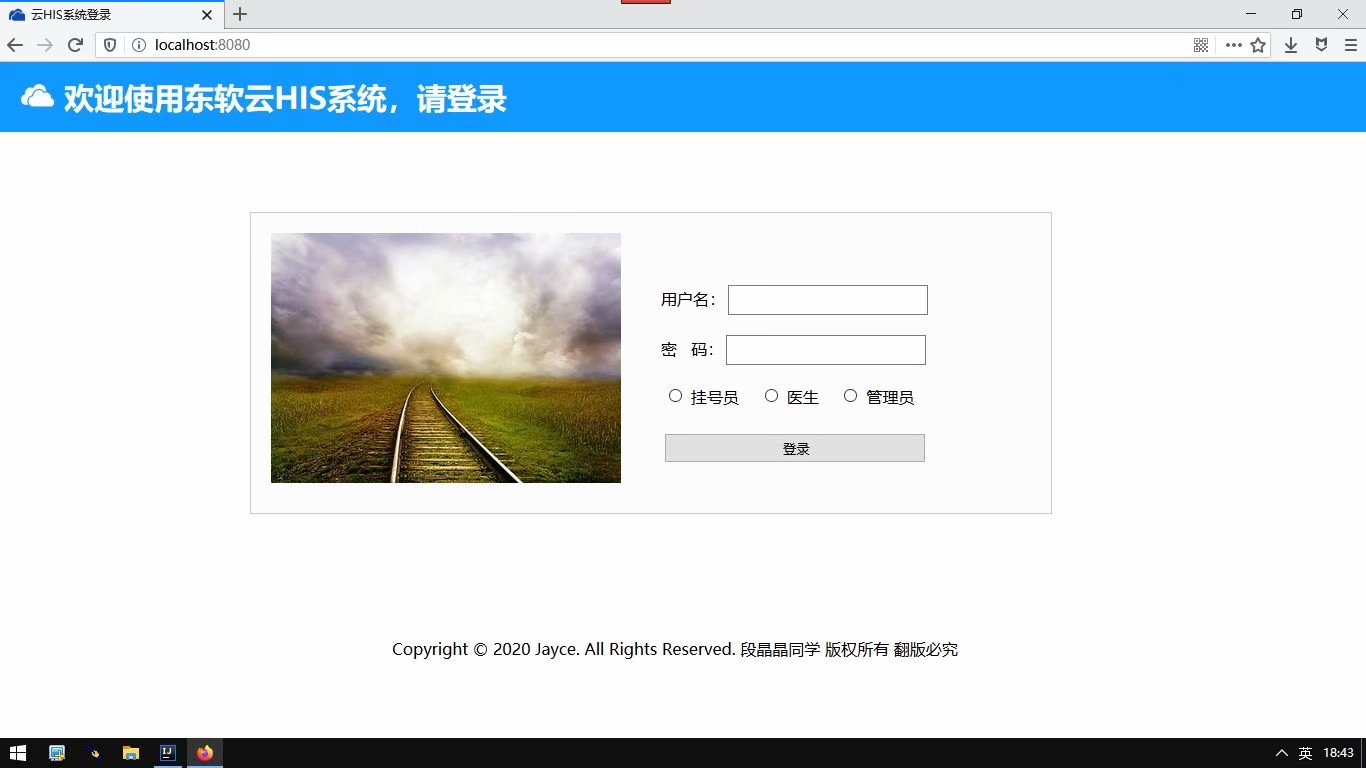 云HIS系统登录
localhost:8080
欢迎使用东软云HIS系统，请登录
用户名：
密 码：
挂号员 医生 管理员
登录
Copyright © 2020 Jayce. All Rights Reserved. 段晶晶同学 版权所有 翻版必究
IJ
英 18:43